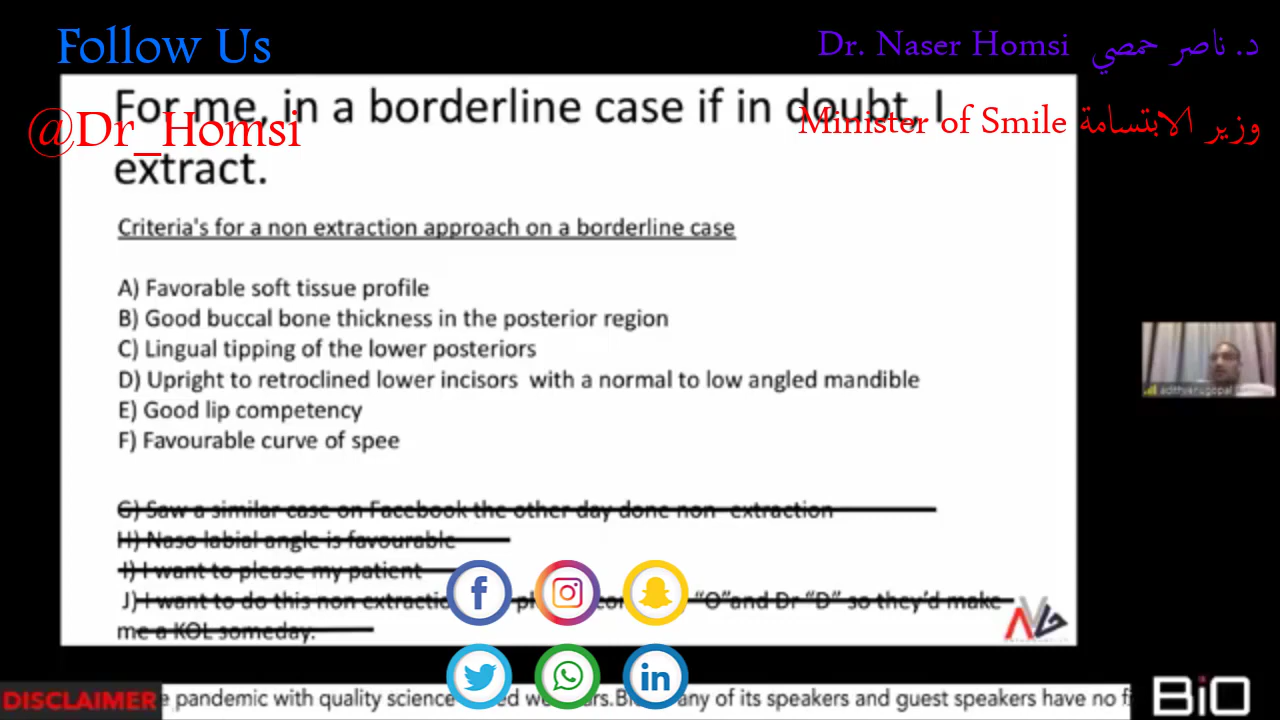 Follow Us
Dr. Naser Homsi د. ناصر حمصي
For me, in a borderline case if in doubt, I
@Dr_Homsi
Minister of Smile وزير الابتسامة
extract.
Criteria's for a non extraction approach on a borderline case
A) Favorable soft tissue profile
B) Good buccal bone thickness in the posterior region
C) Lingual tipping of the lower posteriors
D) Upright to retroclined lower incisors with a normal to low angled mandible
E) Good lip competency
F) Favourable curve of spee
G) Saw a similar case on Facebook the other day done non extraction
H) Naso labial angle is favourable
I) I want to please my patient
J) I want to do this non extraction "O"and Dr "D" so they'd make
me a KOL someday.
DISCLAIMER pandemic with quality science any of its speakers and guest speakers have no
BiO